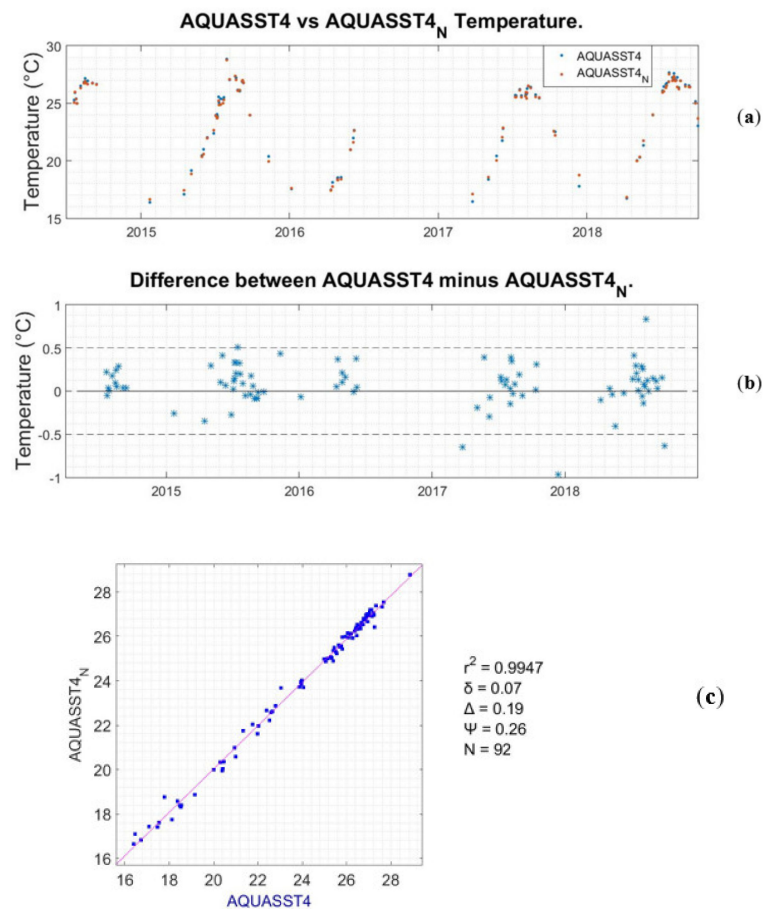 AQUASST4 vs AQUASST4N Temperature.
30
25
20
15
Temperature (°C)
AQUASST4
AQUASST4N
2015 2016 2017 2018
(a)
Difference between AQUASST4 minus AQUASST4N.
1
0.5
0
-0.5
-1
Temperature (°C)
2015 2016 2017 2018
(b)
28
26
24
22
20
18
16
AQUASST4N
16 18 20 22 24 26 28
AQUASST4
r2 = 0.9947
δ = 0.07
Δ = 0.19
Ψ = 0.26
N = 92
(c)